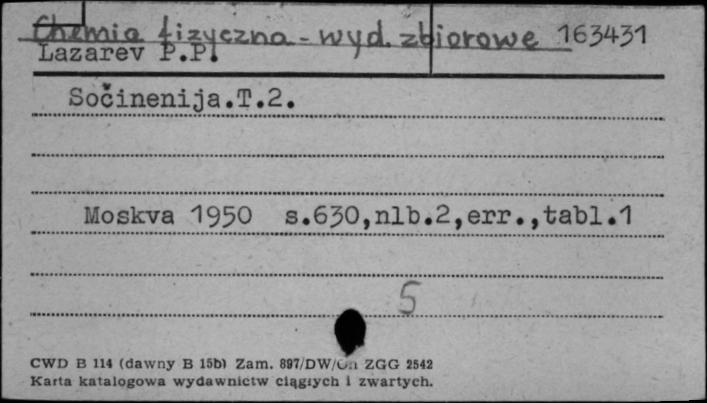 Chemia fizyczna - wyd. zbiorowe 163431
Lazarev P.P.
Sočinenija.T.2.
Moskva 1950 s.630,nlb.2,err.,tabl.1
5
CWD B 114 (dawny B 15b) Zam. 897/DW/ ZGG 2542
Karta katalogowa wydawnictw ciągłych i zwartych.